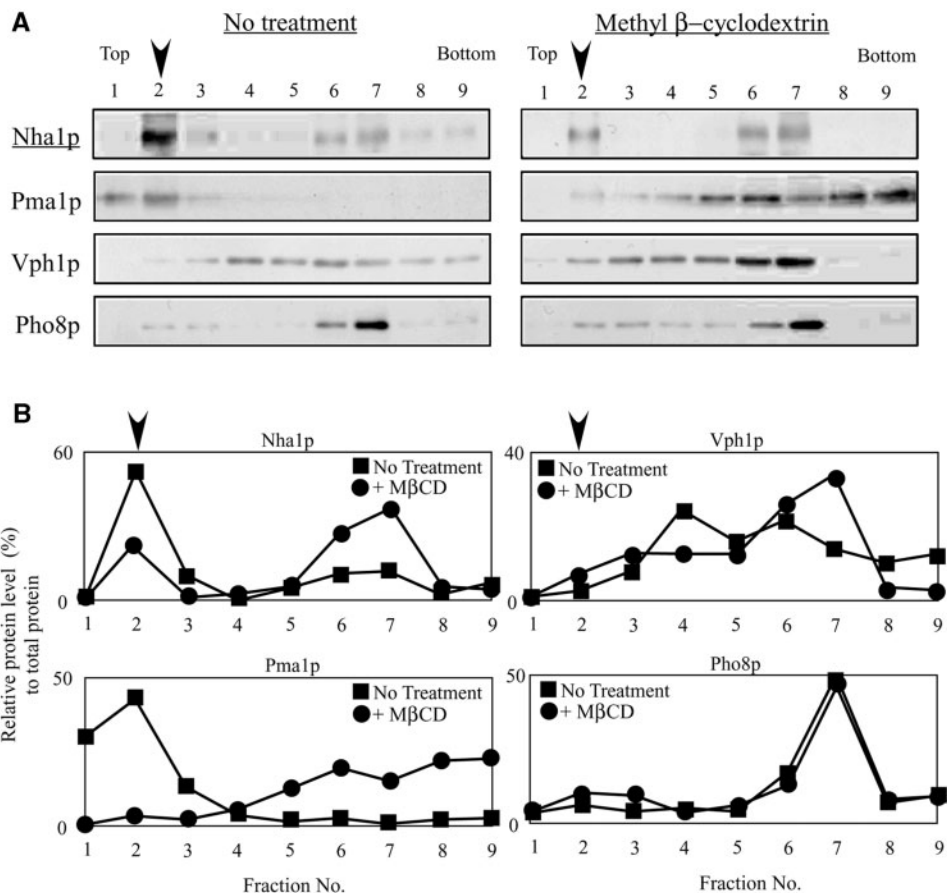 A
No treatment
Methyl β–cyclodextrin
Top
Bottom
Top
Bottom
1 2 3 4 5 6 7 8 9
1 2 3 4 5 6 7 8 9
Nha1p
Pma1p
Vph1p
Pho8p
B
Relative protein level (%)
to total protein
Nha1p
60
0
No Treatment
+ MβCD
1 2 3 4 5 6 7 8 9
Vph1p
40
0
No Treatment
+ MβCD
1 2 3 4 5 6 7 8 9
Pma1p
50
0
No Treatment
+ MβCD
1 2 3 4 5 6 7 8 9
Fraction No.
Pho8p
50
0
No Treatment
+ MβCD
1 2 3 4 5 6 7 8 9
Fraction No.